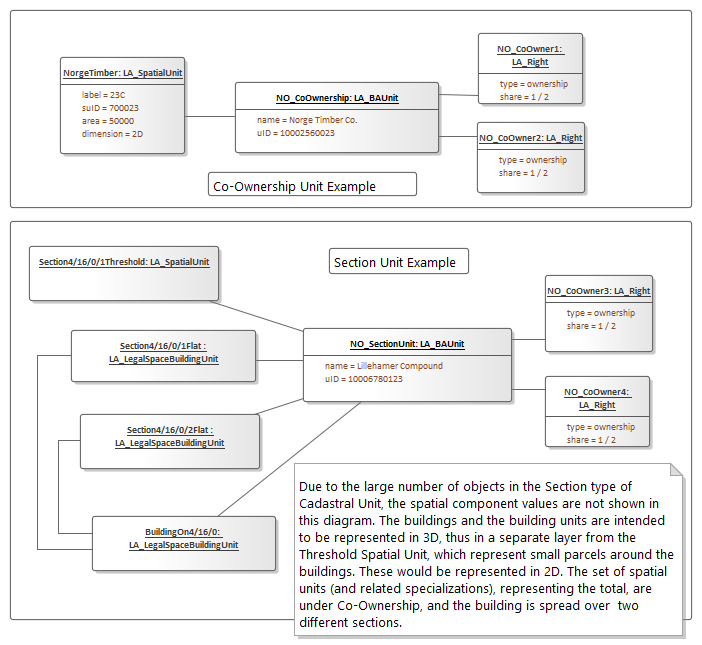 NorgeTimber: LA_SpatialUnit
label = 23C
suID = 700023
area = 50000
dimension = 2D
NO_CoOwnership: LA_BAUnit
name = Norge Timber Co.
uID = 10002560023
NO_CoOwner1:
LA_Right
type = ownership
share = 1 / 2
NO_CoOwner2: LA_Right
type = ownership
share = 1 / 2
Co-Ownership Unit Example
Section Unit Example
Section4/16/0/1Threshold: LA_SpatialUnit
Section4/16/0/1Flat :
LA_LegalSpaceBuildingUnit
Section4/16/0/2Flat :
LA_LegalSpaceBuildingUnit
BuildingOn4/16/0:
LA_LegalSpaceBuildingUnit
NO_SectionUnit: LA_BAUnit
name = Lillehamer Compound
uID = 10006780123
NO_CoOwner3: LA_Right
type = ownership
share = 1 / 2
NO_CoOwner4:
LA_Right
type = ownership
share = 1 / 2
Due to the large number of objects in the Section type of
Cadastral Unit, the spatial component values are not shown in
this diagram. The buildings and the building units are intended
to be represented in 3D, thus in a separate layer from the
Threshold Spatial Unit, which represent small parcels around the
buildings. These would be represented in 2D. The set of spatial
units (and related specializations), representing the total, are
under Co-Ownership, and the building is spread over  two
different sections.